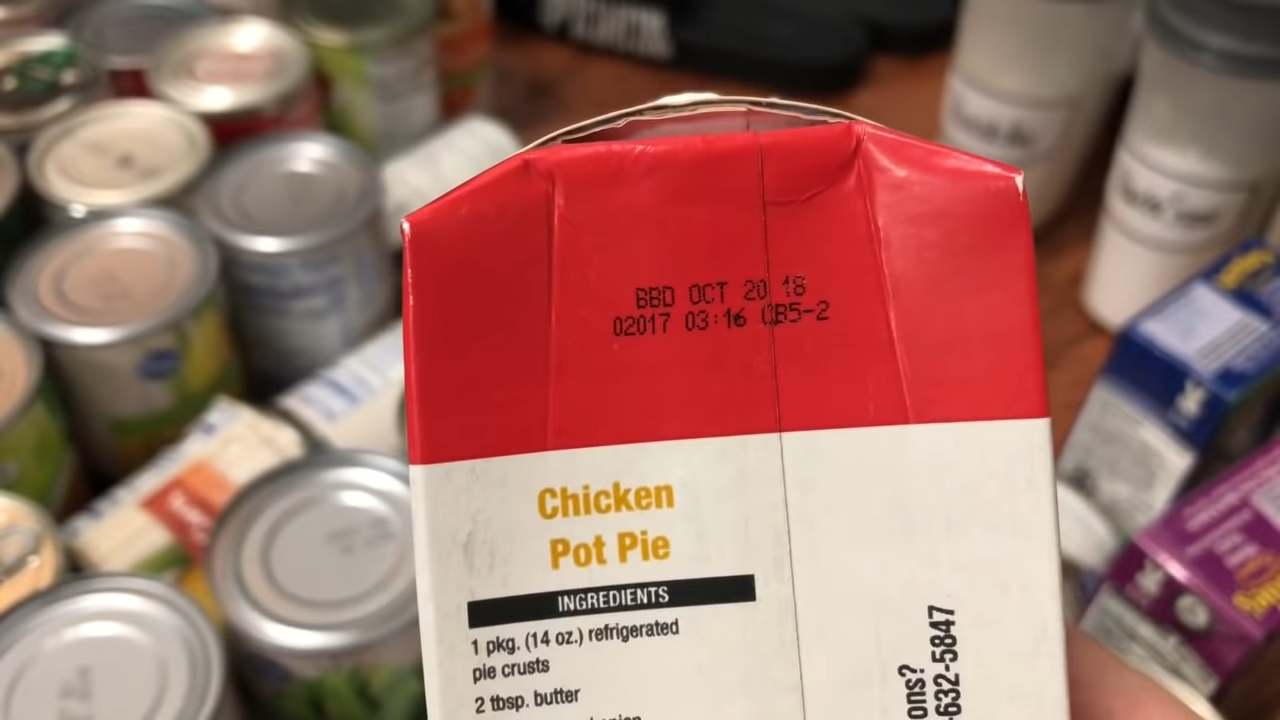 BBD OCT 20 18
02017 03:16 CB5-2
Chicken
Pot Pie
INGREDIENTS
1 pkg. (14 oz.) refrigerated
pie crusts
2 tbsp. butter
ons?
-632-5847